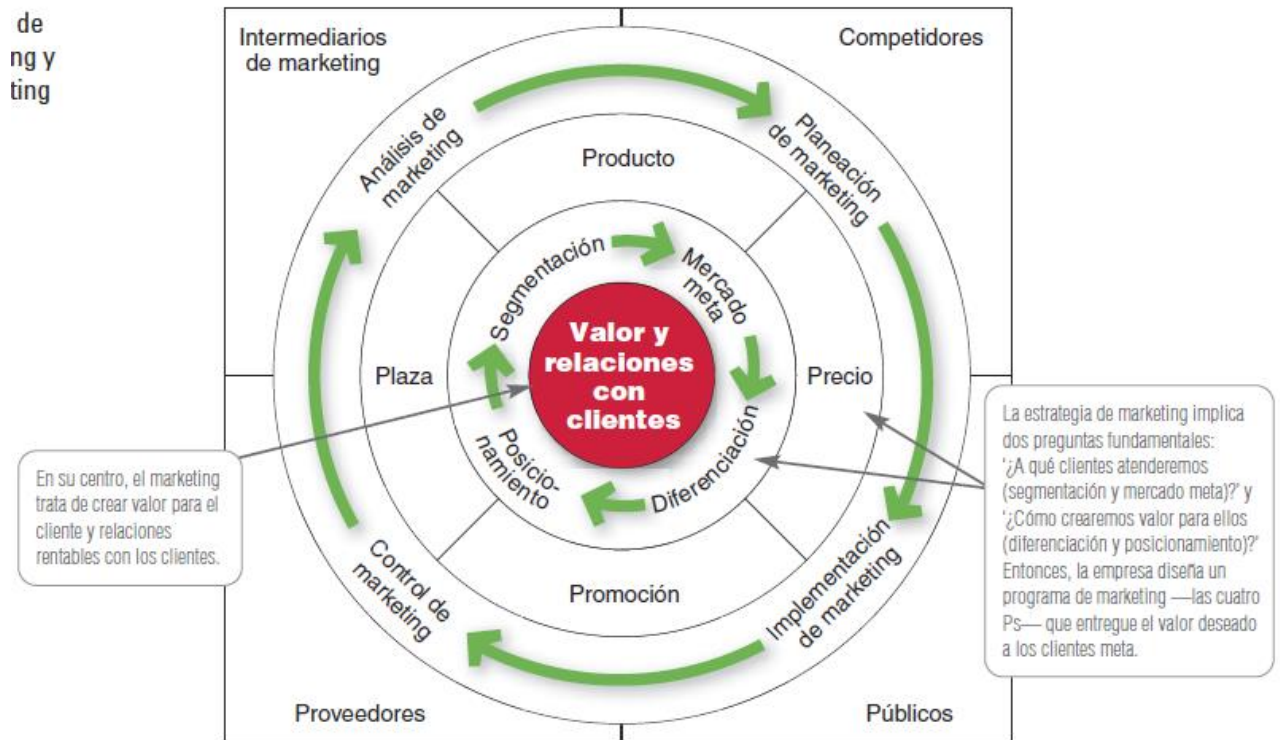 de
ng y
ting
Intermediarios
de marketing
Competidores
Análisis de
marketing
Planeación
de marketing
Producto
Segmentación
Mercado
meta
Valor y
relaciones
con
clientes
Plaza
Precio
Posicio-
namiento
Diferenciación
Promoción
Control de
marketing
Implementación
de marketing
Proveedores
Públicos
En su centro, el marketing
trata de crear valor para el
cliente y relaciones
rentables con los clientes.
La estrategia de marketing implica
dos preguntas fundamentales:
'¿A qué clientes atenderemos
(segmentación y mercado meta)?' y
'¿Cómo crearemos valor para ellos
(diferenciación y posicionamiento)?'
Entonces, la empresa diseña un
programa de marketing —las cuatro
Ps— que entregue el valor deseado
a los clientes meta.